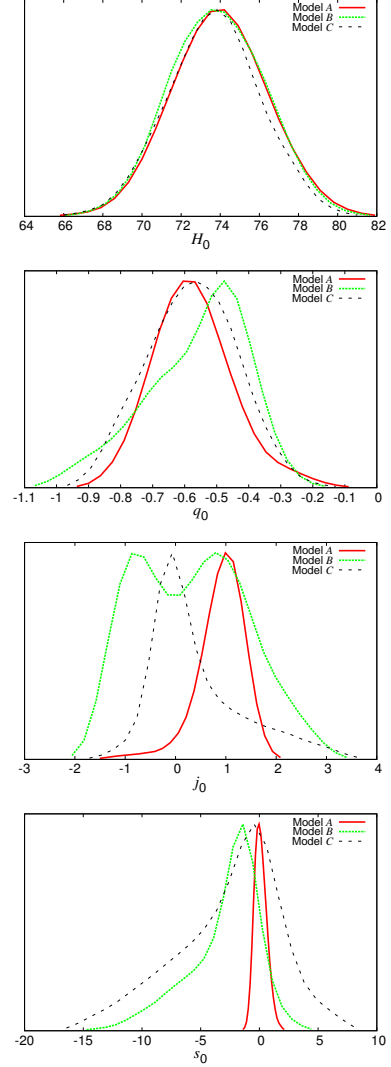 Model A
Model B
Model C
64 66 68 70 72 74 76 78 80 82
H0
Model A
Model B
Model C
-1.1 -1 -0.9 -0.8 -0.7 -0.6 -0.5 -0.4 -0.3 -0.2 -0.1 0
q0
Model A
Model B
Model C
-3 -2 -1 0 1 2 3 4
j0
Model A
Model B
Model C
-20 -15 -10 -5 0 5 10
s0